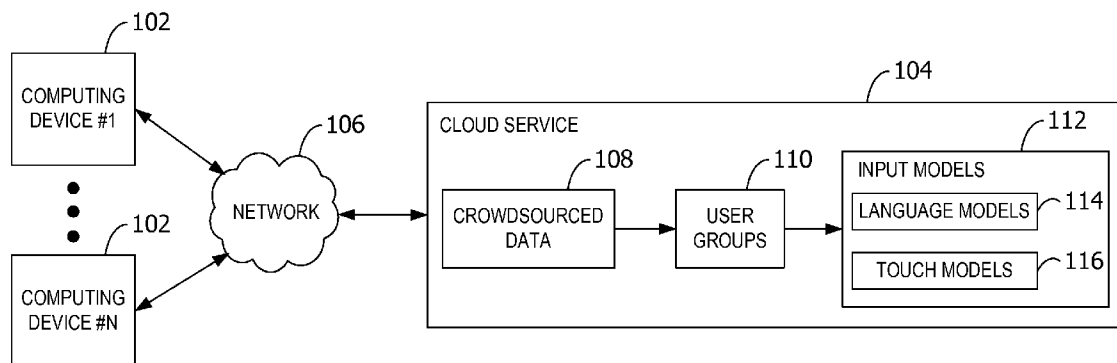 102
COMPUTING
DEVICE #1
102
COMPUTING
DEVICE #N
106
NETWORK
104
CLOUD SERVICE
108
CROWDSOURCED
DATA
110
USER
GROUPS
112
INPUT MODELS
LANGUAGE MODELS
114
TOUCH MODELS
116